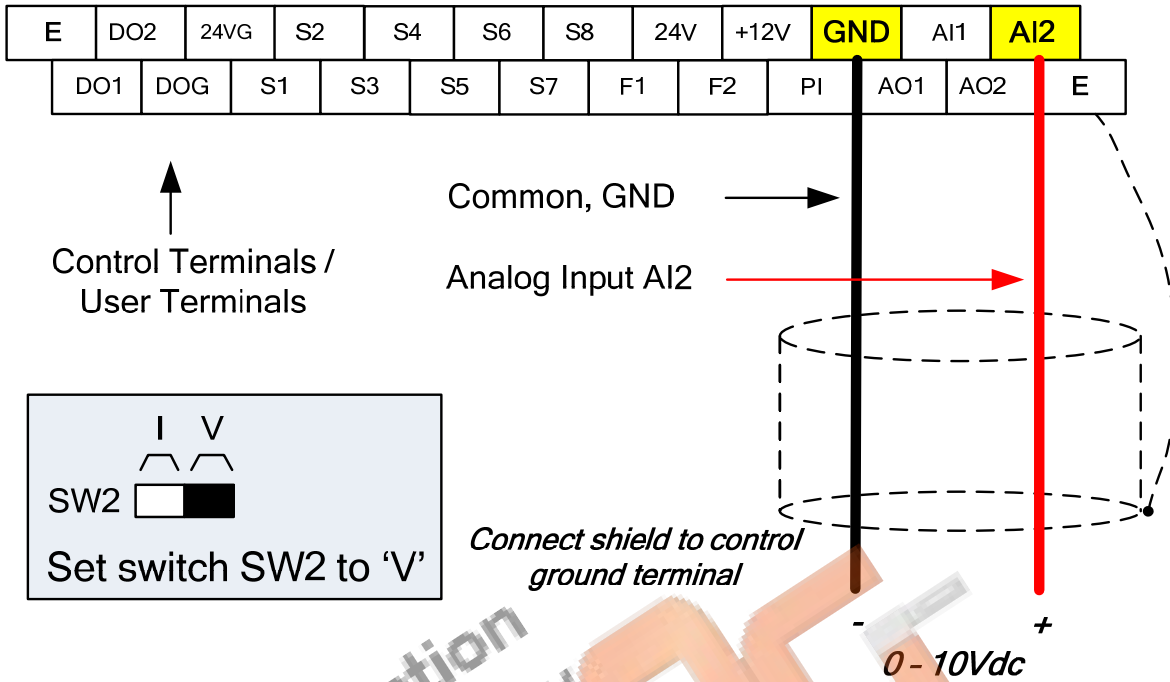 E DO2 24VG S2 S4 S6 S8 24V +12V GND AI1 AI2
DO1 DOG S1 S3 S5 S7 F1 F2 PI AO1 AO2 E
Common, GND
Control Terminals /
User Terminals
Analog Input AI2
I V
SW2
Set switch SW2 to ‘V’
Connect shield to control
ground terminal
- +
0 - 10Vdc